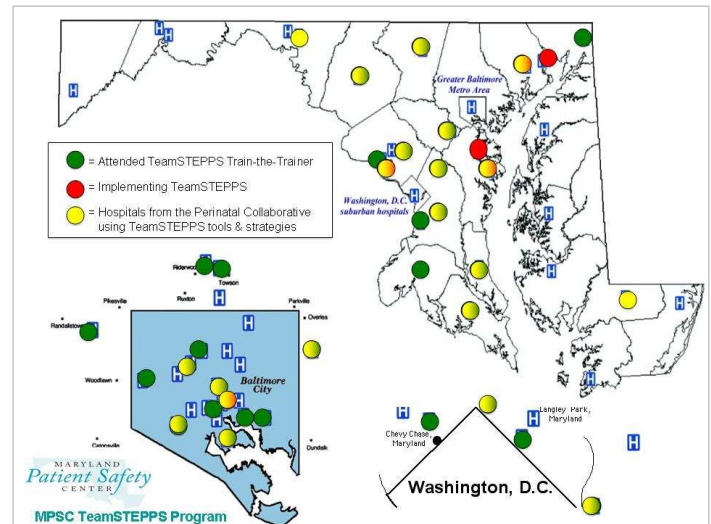 Greater Baltimore
Metro Area
H
= Attended TeamSTEPPS Train-the-Trainer
= Implementing TeamSTEPPS
= Hospitals from the Perinatal Collaborative
using TeamSTEPPS tools & strategies
Washington, D.C.
suburban hospitals
Towson
Ruxton
Pikesville
Parkville
Overlea
Randallstown
Woodlawn
Baltimore
City
Catonsville
Dundalk
Langley Park,
Maryland
Chevy Chase,
Maryland
Washington, D.C.
MARYLAND
Patient Safety
CENTER
MPSC TeamSTEPPS Program